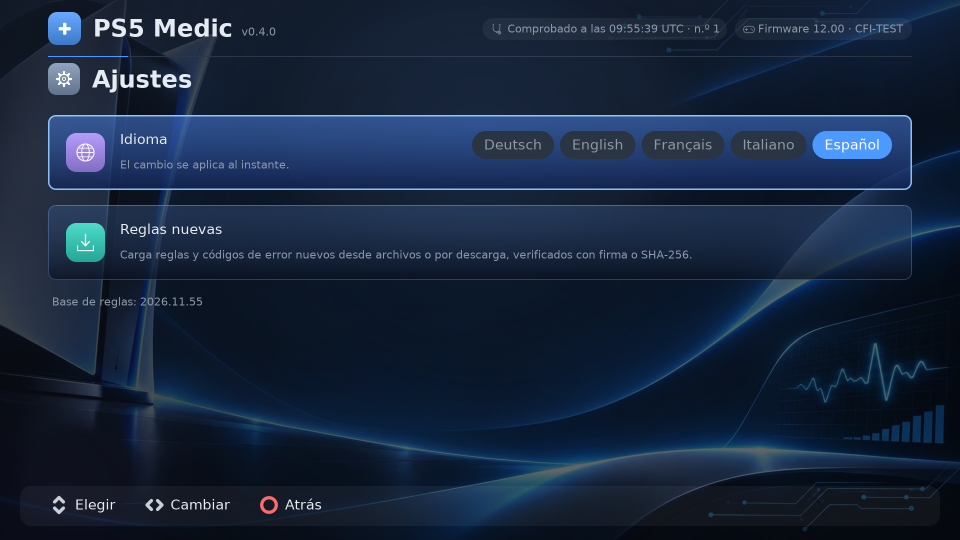 PS5 Medic v0.4.0
Comprobado a las 09:55:39 UTC · n.º 1
Firmware 12.00 · CFI-TEST
Ajustes
Idioma
El cambio se aplica al instante.
Deutsch English Français Italiano Español
Reglas nuevas
Carga reglas y códigos de error nuevos desde archivos o por descarga, verificados con firma o SHA-256.
Base de reglas: 2026.11.55
Elegir Cambiar Atrás